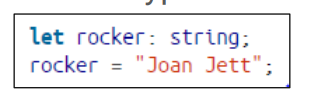 let rocker: string;
rocker = "Joan Jett";